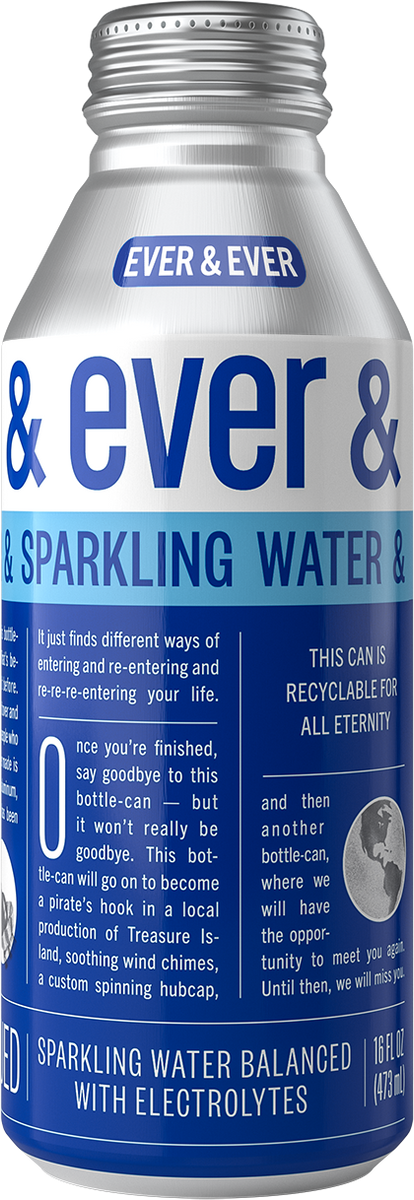 EVER & EVER
& ever &
& SPARKLING WATER &
It just finds different ways of
entering and re-entering and
re-re-re-entering your life.
Once you're finished,
say goodbye to this
bottle-can — but
it won't really be
goodbye. This bot-
tle-can will go on to become
a pirate's hook in a local
production of Treasure Is-
land, soothing wind chimes,
a custom spinning hubcap,
THIS CAN IS
RECYCLABLE FOR
ALL ETERNITY
and then
another
bottle-can,
where we
will have
the oppor-
tunity to meet you again.
Until then, we will miss you.
SPARKLING WATER BALANCED
WITH ELECTROLYTES
16 FL OZ
(473 mL)